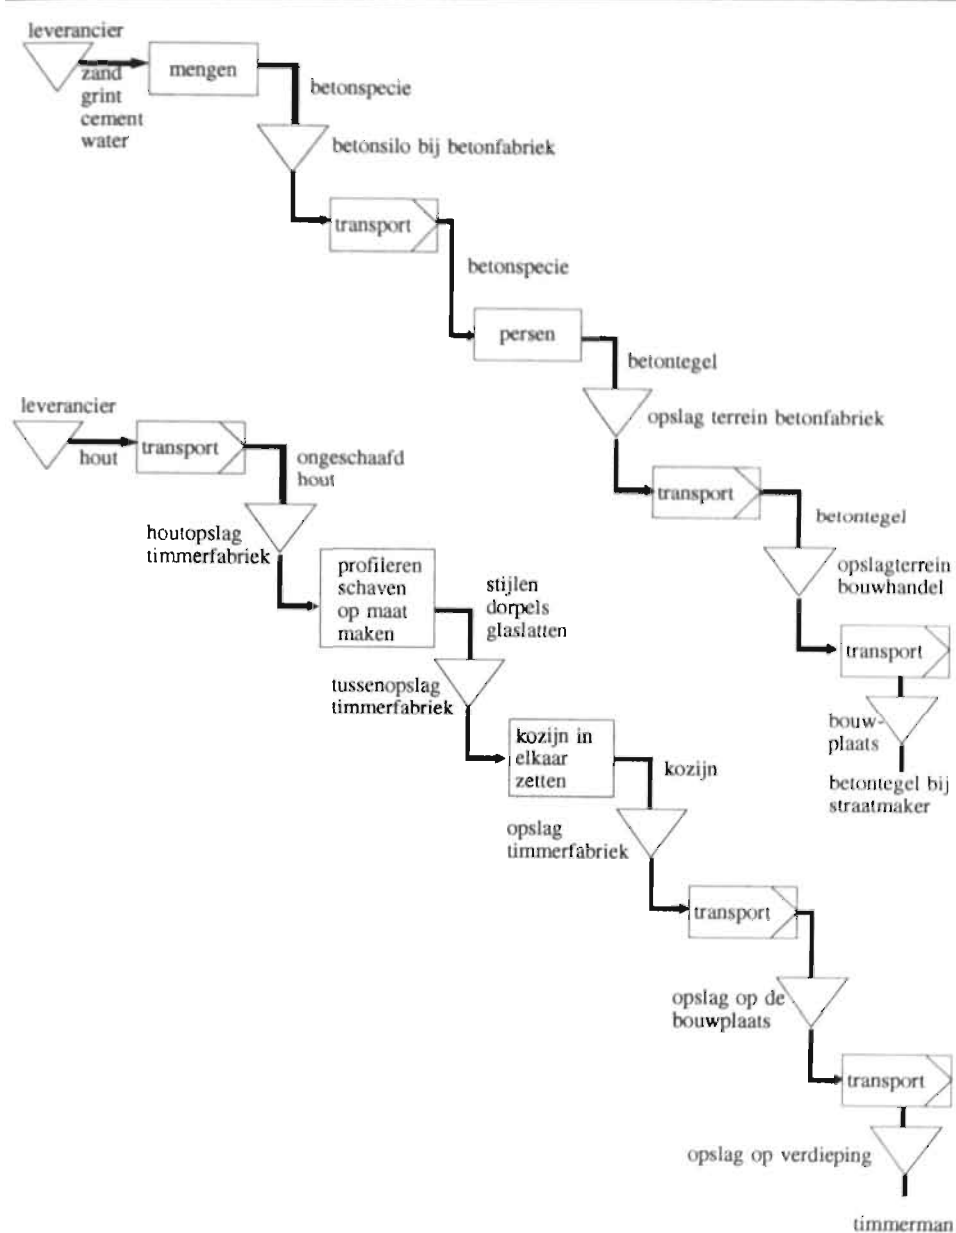 leverancier
mengen
zand
grint
cement
water
betonspecie
betonsilo bij betonfabriek
transport
betonspecie
persen
betontegel
opslag terrein betonfabriek
transport
betontegel
opslagterrein
bouwhandel
transport
bouw-
plaats
betontegel bij
straatmaker
leverancier
hout
transport
ongeschaafd
hout
houtopslag
timmerfabriek
profileren
schaven
op maat
maken
stijlen
dorpels
glaslatten
tussenopslag
timmerfabriek
kozijn in
elkaar
zetten
kozijn
opslag
timmerfabriek
transport
opslag op de
bouwplaats
transport
opslag op verdieping
timmerman